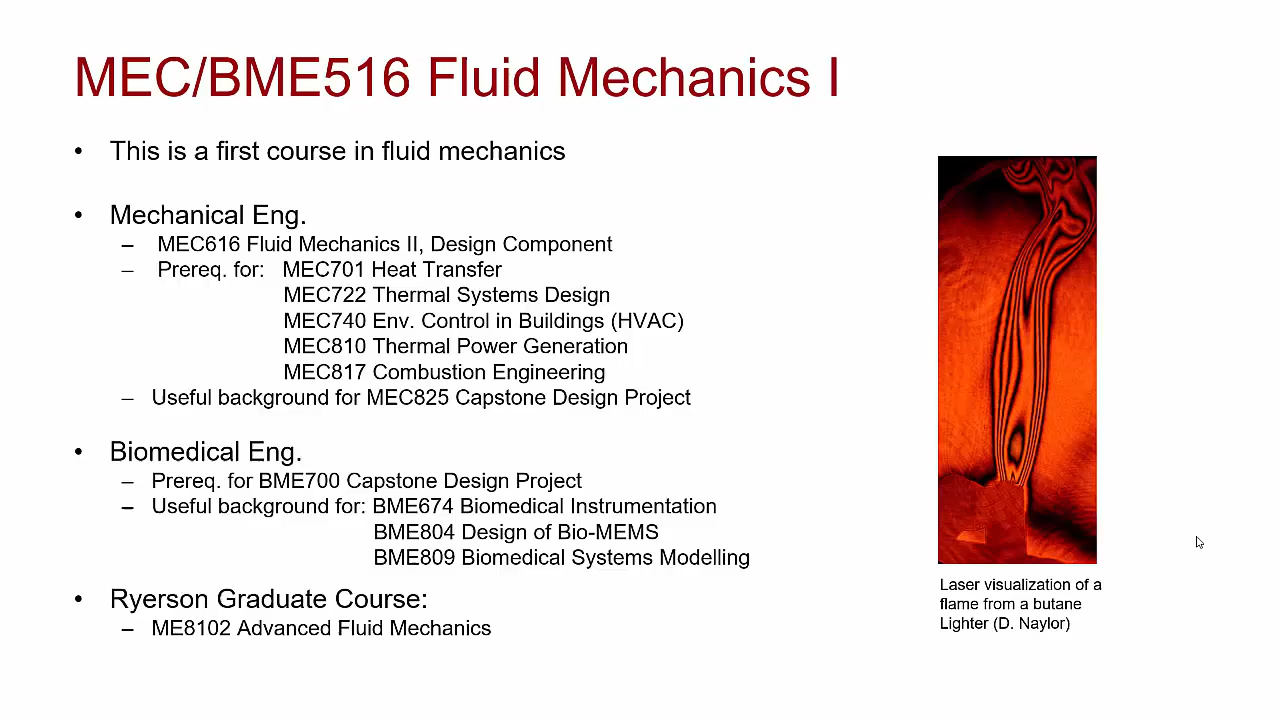 MEC/BME516 Fluid Mechanics I
• This is a first course in fluid mechanics
• Mechanical Eng.
– MEC616 Fluid Mechanics II, Design Component
– Prereq. for: MEC701 Heat Transfer
MEC722 Thermal Systems Design
MEC740 Env. Control in Buildings (HVAC)
MEC810 Thermal Power Generation
MEC817 Combustion Engineering
– Useful background for MEC825 Capstone Design Project
• Biomedical Eng.
– Prereq. for BME700 Capstone Design Project
– Useful background for: BME674 Biomedical Instrumentation
BME804 Design of Bio-MEMS
BME809 Biomedical Systems Modelling
• Ryerson Graduate Course:
– ME8102 Advanced Fluid Mechanics
Laser visualization of a
flame from a butane
Lighter (D. Naylor)